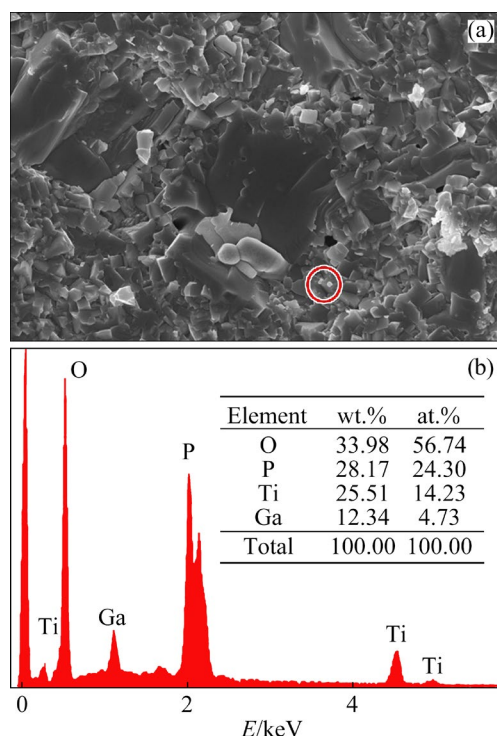 (a)
(b)
O
P
Ti
Ga
Ti
Ti
Element wt.% at.%
O 33.98 56.74
P 28.17 24.30
Ti 25.51 14.23
Ga 12.34 4.73
Total 100.00 100.00
0 2 4
E/keV